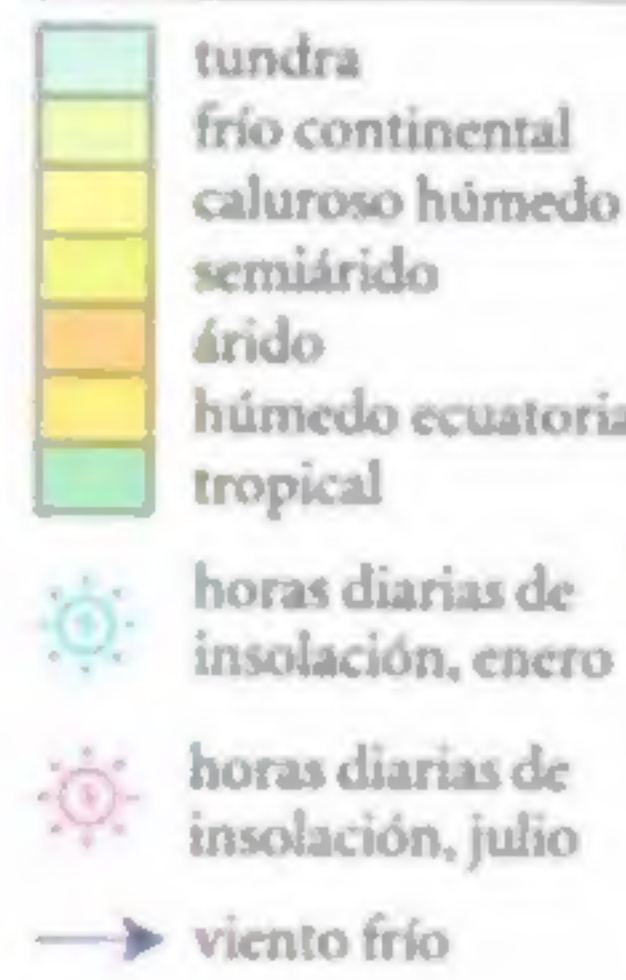 tundra
frío continental
caluroso húmedo
semiárido
árido
húmedo ecuatoria
tropical
horas diarias de
insolación, enero
horas diarias de
insolación, julio
viento frío